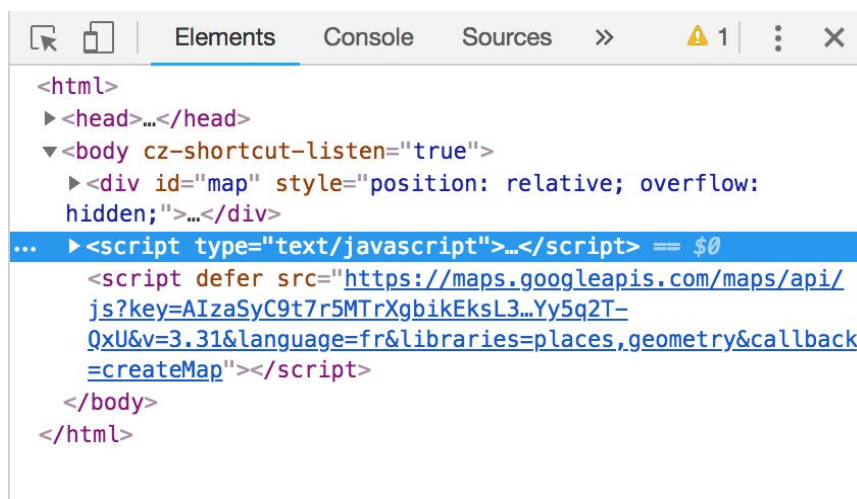 Elements Console Sources » 1
<html>
<head>…</head>
<body cz-shortcut-listen="true">
<div id="map" style="position: relative; overflow:
hidden;">…</div>
… <script type="text/javascript">…</script> == $0
<script defer src="https://maps.googleapis.com/maps/api/
js?key=AIzaSyC9t7r5MTrXgbikEksL3…Yy5q2T-
QxU&v=3.31&language=fr&libraries=places,geometry&callback
=createMap"></script>
</body>
</html>